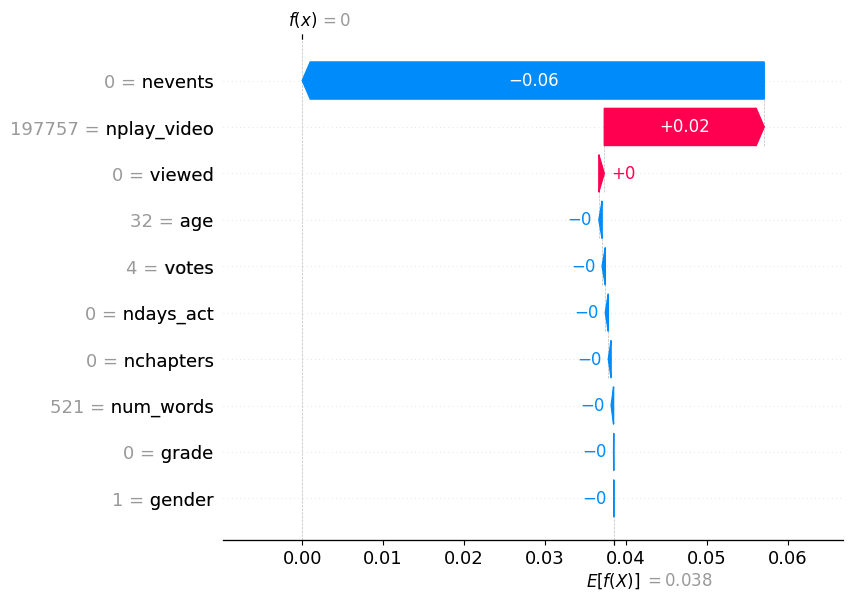 f(x) = 0
0 = nevents
−0.06
197757 = nplay_video
+0.02
0 = viewed
+0
32 = age
−0
4 = votes
−0
0 = ndays_act
−0
0 = nchapters
−0
521 = num_words
−0
0 = grade
−0
1 = gender
−0
0.00 0.01 0.02 0.03 0.04 0.05 0.06
E[f(X)] = 0.038